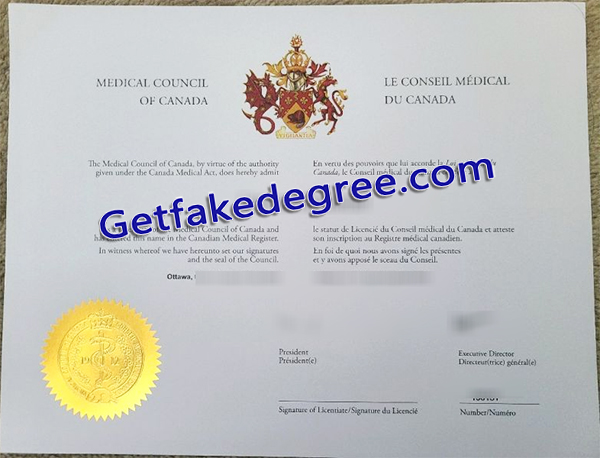 MEDICAL COUNCIL
OF CANADA
LE CONSEIL MÉDICAL
DU CANADA
The Medical Council of Canada, by virtue of the authority
given under the Canada Medical Act, does hereby admit
En vertu des pouvoirs que lui accorde la
Canada, le Conseil médical
Getfakedegree.com
Medical Council of Canada and
this name in the Canadian Medical Register.
In witness whereof we have hereunto set our signatures
and the seal of the Council.
le statut de Licencié du Conseil médical du Canada et atteste
son inscription au Registre médical canadien.
En foi de quoi nous avons signé les présentes
et y avons apposé le sceau du Conseil.
Ottawa,
19 12
President
Président(e)
Executive Director
Directeur(trice) général(e)
Signature of Licentiate/Signature du Licencié
Number/Numéro